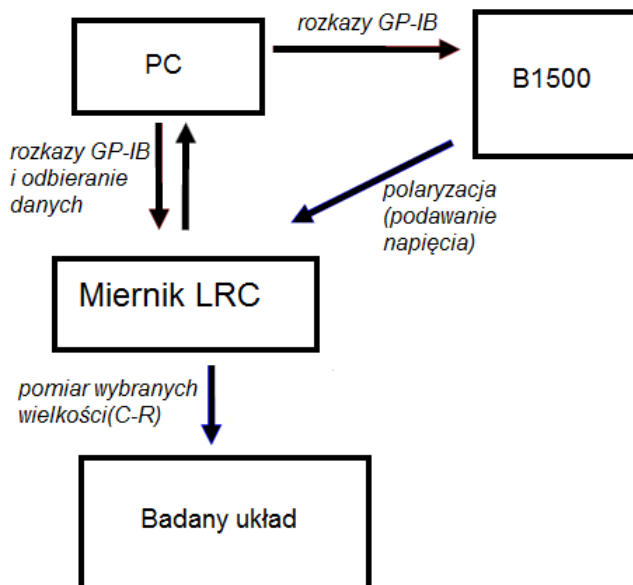 rozkazy GP-IB
PC
B1500
rozkazy GP-IB
i odbieranie
danych
polaryzacja
(podawanie
napięcia)
Miernik LRC
pomiar wybranych
wielkości(C-R)
Badany układ